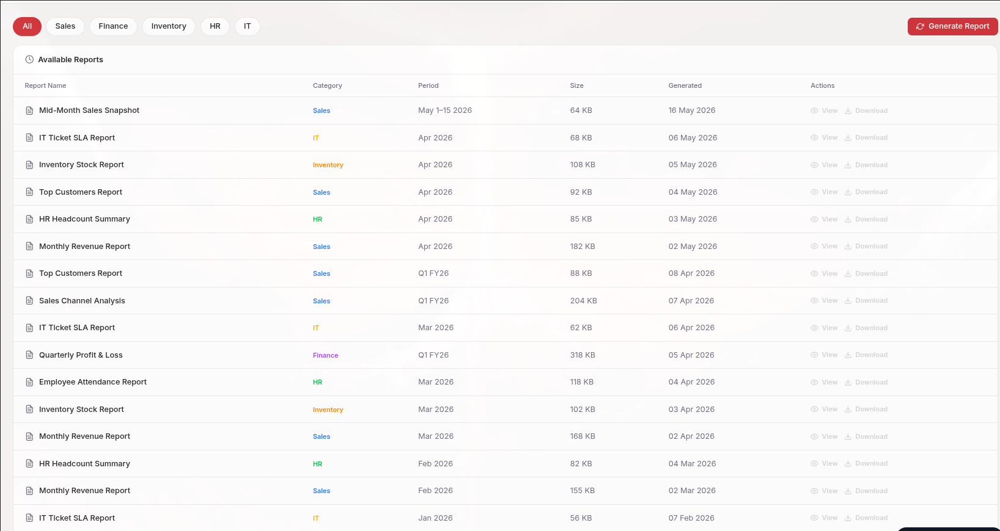 All Sales Finance Inventory HR IT Generate Report
Available Reports
Report Name Category Period Size Generated Actions
Mid-Month Sales Snapshot Sales May 1–15 2026 64 KB 16 May 2026 View Download
IT Ticket SLA Report IT Apr 2026 68 KB 06 May 2026 View Download
Inventory Stock Report Inventory Apr 2026 108 KB 05 May 2026 View Download
Top Customers Report Sales Apr 2026 92 KB 04 May 2026 View Download
HR Headcount Summary HR Apr 2026 85 KB 03 May 2026 View Download
Monthly Revenue Report Sales Apr 2026 182 KB 02 May 2026 View Download
Top Customers Report Sales Q1 FY26 88 KB 08 Apr 2026 View Download
Sales Channel Analysis Sales Q1 FY26 204 KB 07 Apr 2026 View Download
IT Ticket SLA Report IT Mar 2026 62 KB 06 Apr 2026 View Download
Quarterly Profit & Loss Finance Q1 FY26 318 KB 05 Apr 2026 View Download
Employee Attendance Report HR Mar 2026 118 KB 04 Apr 2026 View Download
Inventory Stock Report Inventory Mar 2026 102 KB 03 Apr 2026 View Download
Monthly Revenue Report Sales Mar 2026 168 KB 02 Apr 2026 View Download
HR Headcount Summary HR Feb 2026 82 KB 04 Mar 2026 View Download
Monthly Revenue Report Sales Feb 2026 155 KB 02 Mar 2026 View Download
IT Ticket SLA Report IT Jan 2026 56 KB 07 Feb 2026 View Download